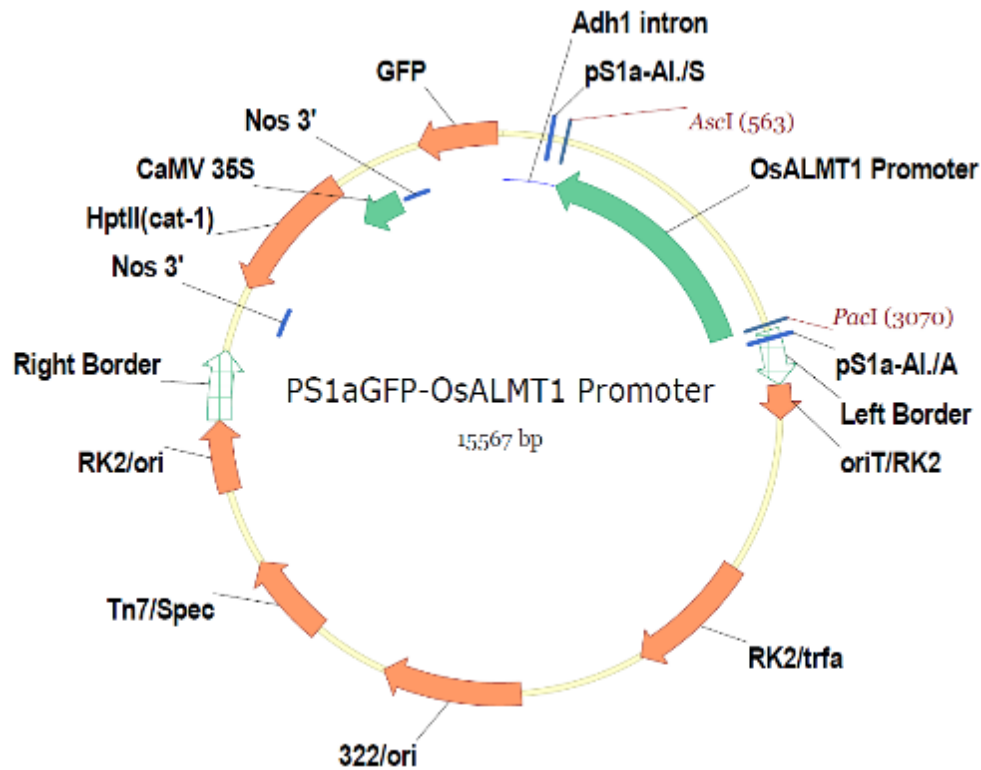 Adh1 intron
pS1a-Al./S
GFP
AscI (563)
Nos 3'
OsALMT1 Promoter
CaMV 35S
HptII(cat-1)
Nos 3'
PacI (3070)
pS1a-Al./A
Right Border
PS1aGFP-OsALMT1 Promoter
Left Border
15567 bp
oriT/RK2
RK2/ori
Tn7/Spec
RK2/trfa
322/ori